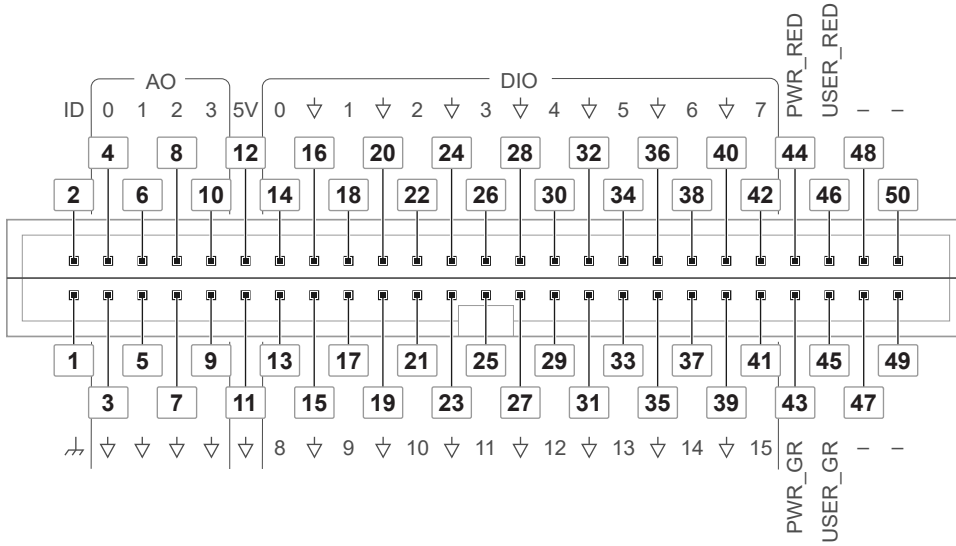 PWR_RED
USER_RED
AO
DIO
ID 0 1 2 3 5V 0 1 2 3 4 5 6 7 – –
4 8 12 16 20 24 28 32 36 40 44 48
2 6 10 14 18 22 26 30 34 38 42 46 50
1 5 9 13 17 21 25 29 33 37 41 45 49
3 7 11 15 19 23 27 31 35 39 43 47
8 9 10 11 12 13 14 15 – –
PWR_GR
USER_GR